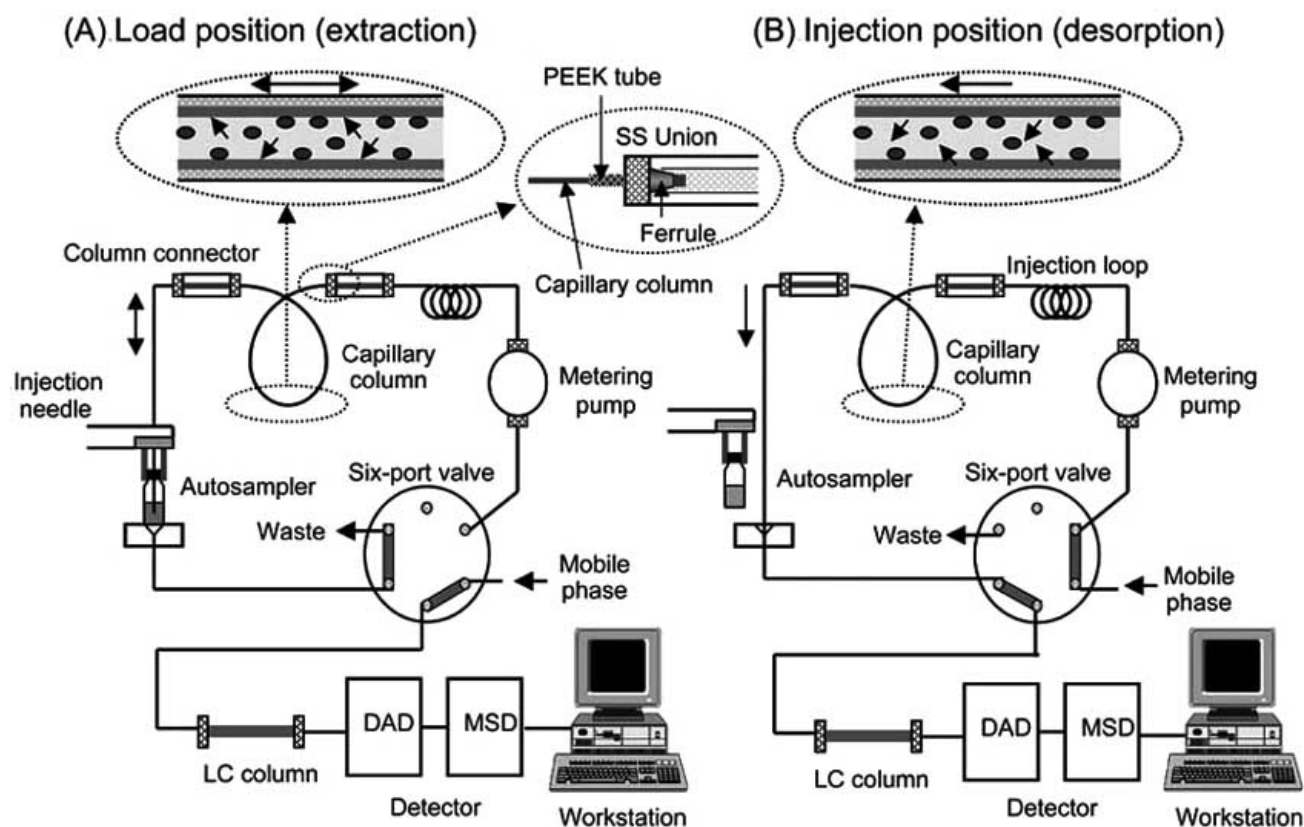 (A) Load position (extraction)
PEEK tube
SS Union
Ferrule
Capillary column
Column connector
Capillary
column
Metering
pump
Injection
needle
Autosampler
Six-port valve
Waste
Mobile
phase
DAD
MSD
LC column
Detector
Workstation
(B) Injection position (desorption)
Injection loop
Capillary
column
Metering
pump
Autosampler
Six-port valve
Waste
Mobile
phase
DAD
MSD
LC column
Detector
Workstation